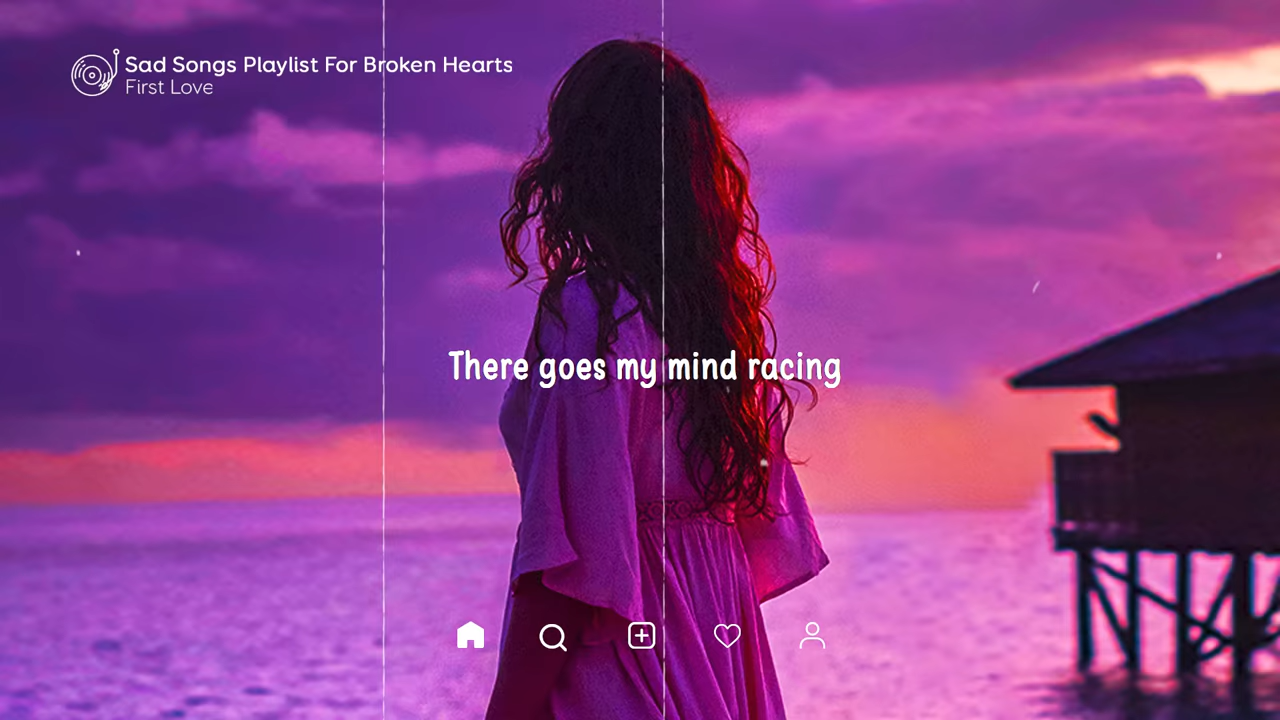 Sad Songs Playlist For Broken Hearts
First Love
There goes my mind racing